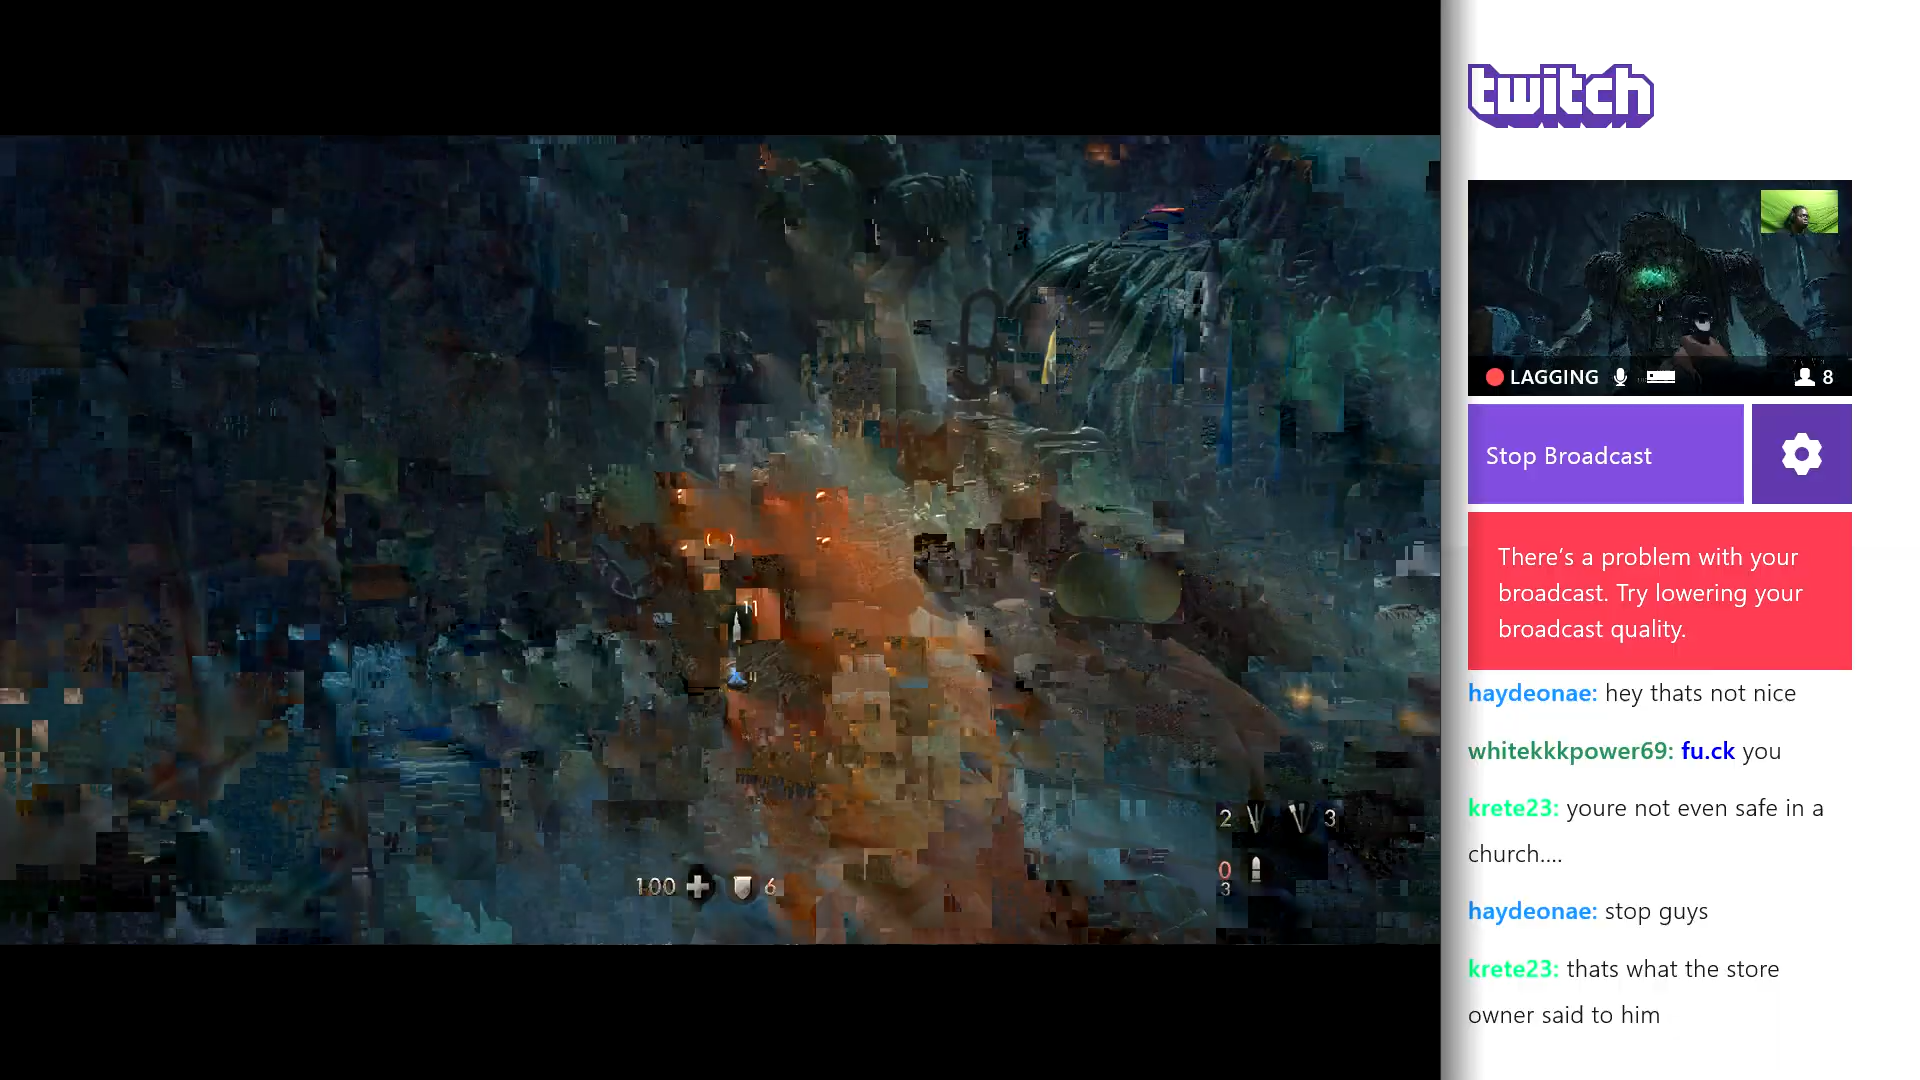 twitch
LAGGING
8
Stop Broadcast
There's a problem with your
broadcast. Try lowering your
broadcast quality.
haydeonae: hey thats not nice
whitekkkpower69: fu.ck you
krete23: youre not even safe in a
church....
haydeonae: stop guys
krete23: thats what the store
owner said to him
11
2 3
0
3
100 6